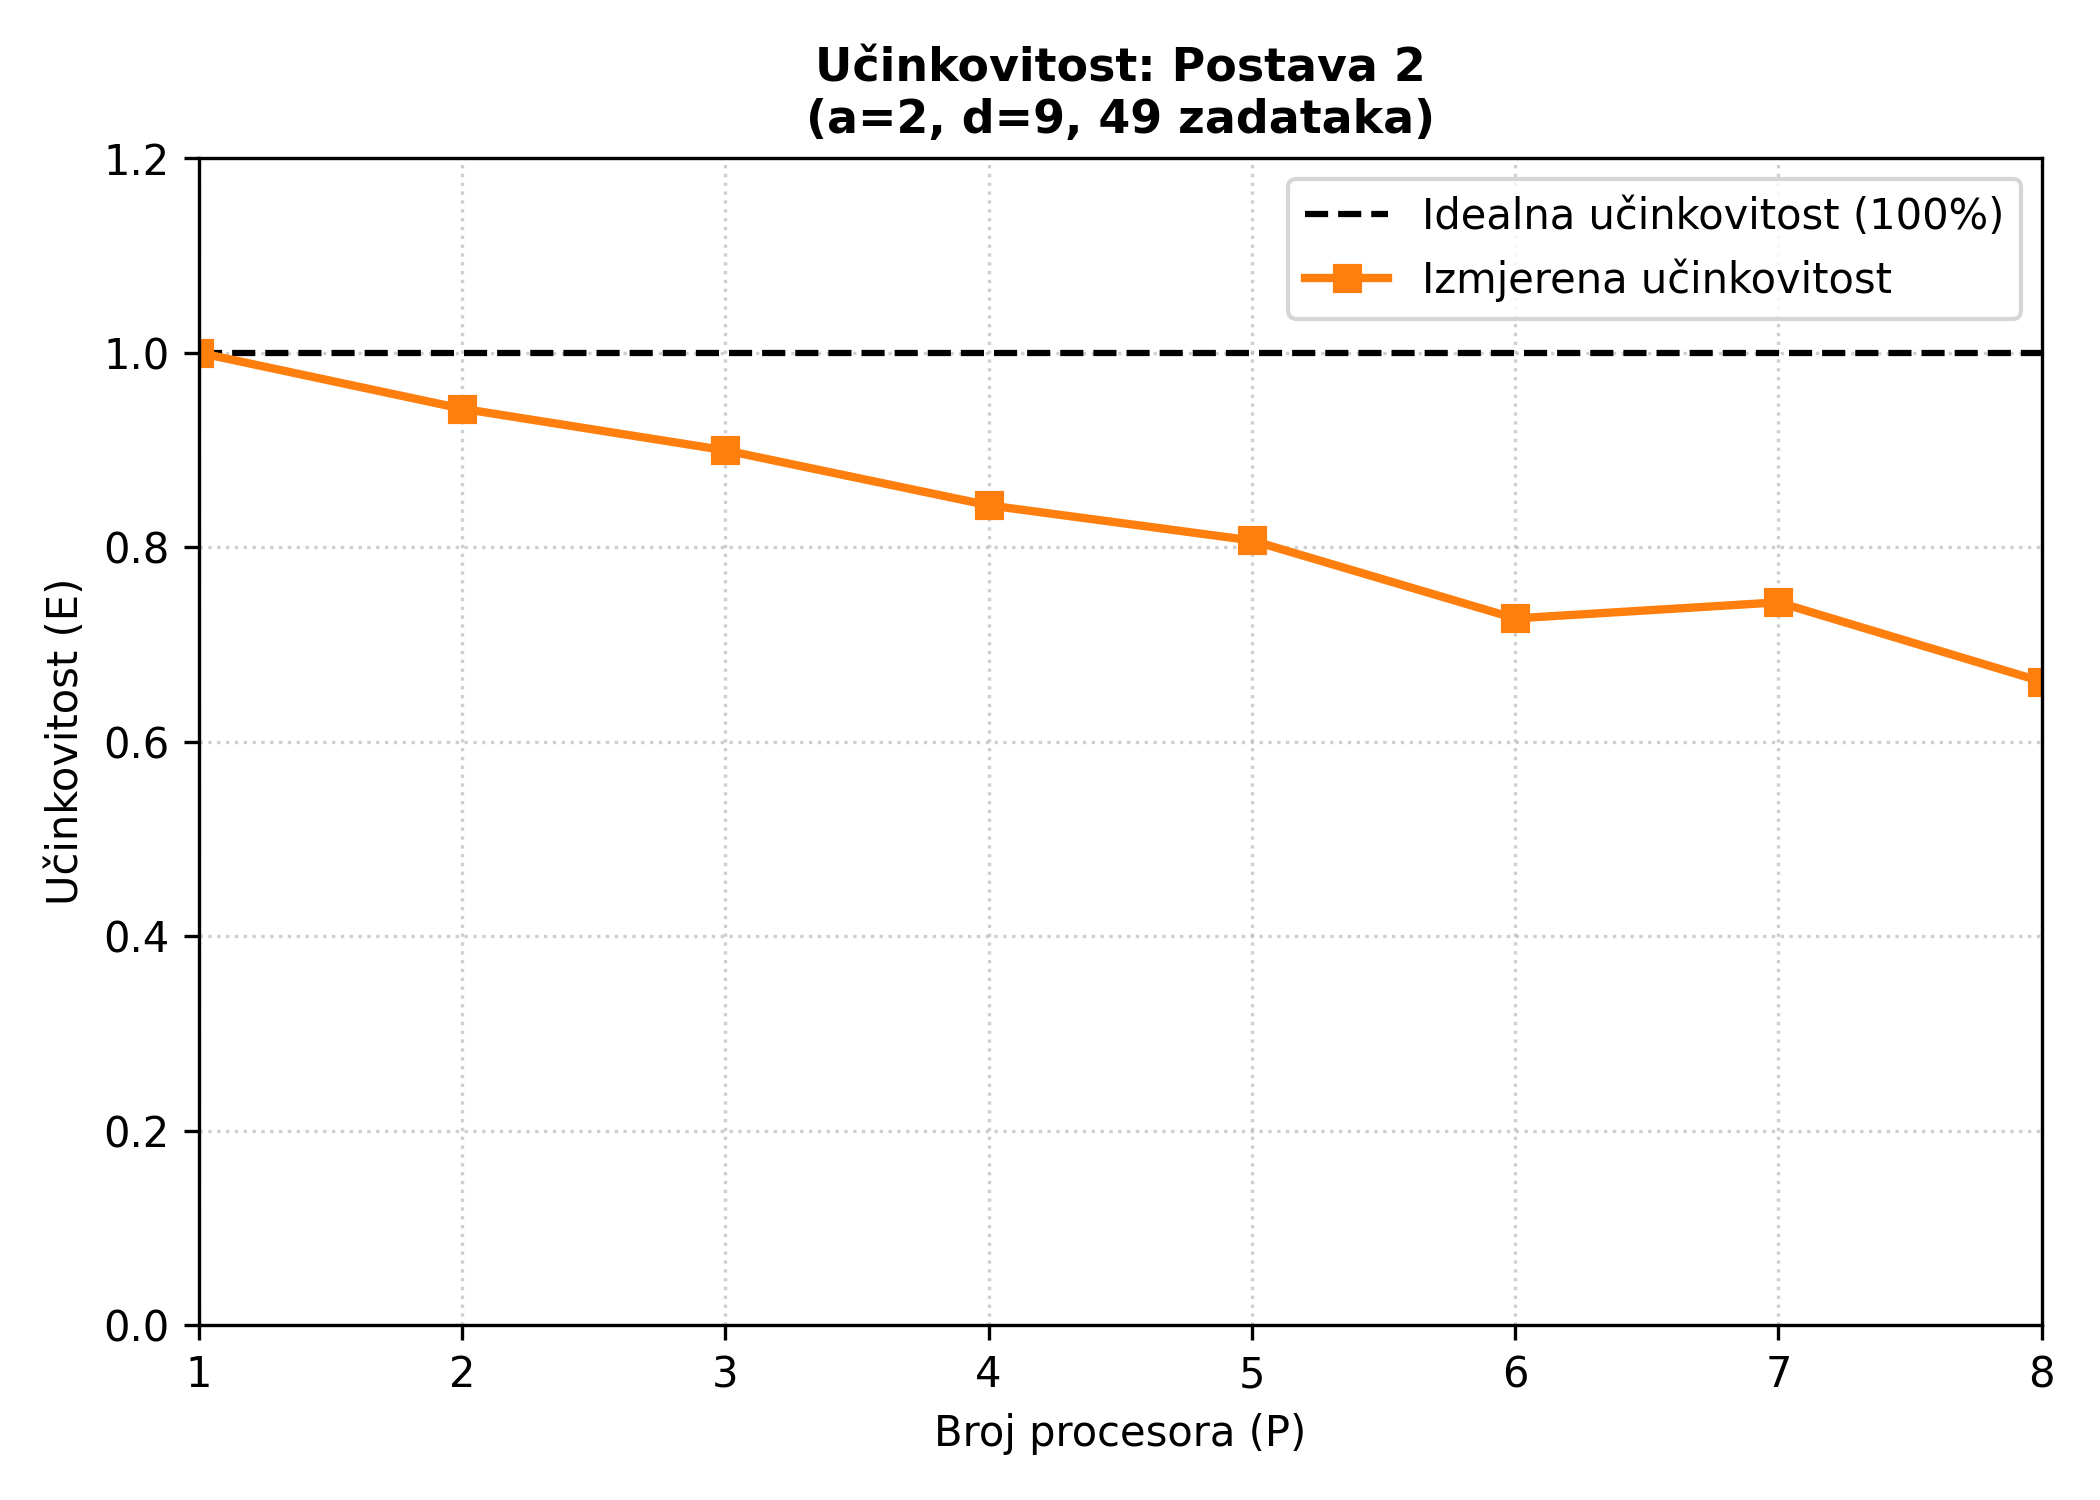 Učinkovitost: Postava 2
(a=2, d=9, 49 zadataka)
Idealna učinkovitost (100%)
Izmjerena učinkovitost
Učinkovitost (E)
1.2
1.0
0.8
0.6
0.4
0.2
0.0
1 2 3 4 5 6 7 8
Broj procesora (P)